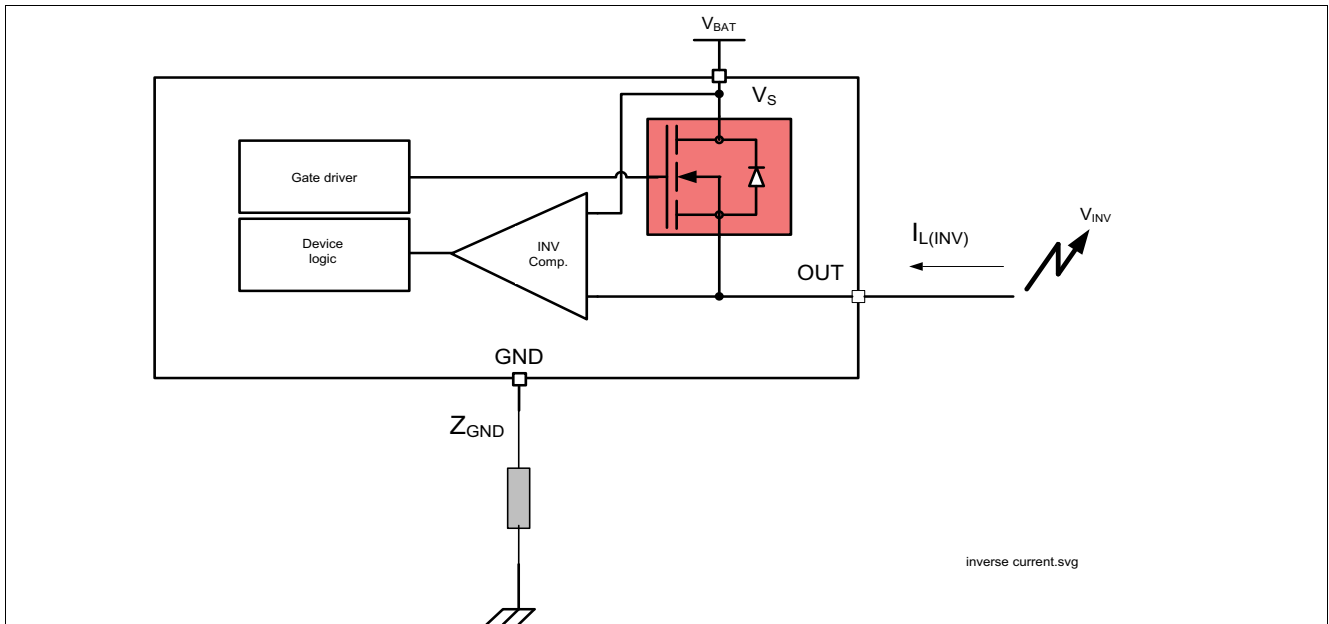 VBAT
VS
Gate driver
Device
logic
INV
Comp.
VINV
IL(INV)
OUT
GND
ZGND
inverse current.svg